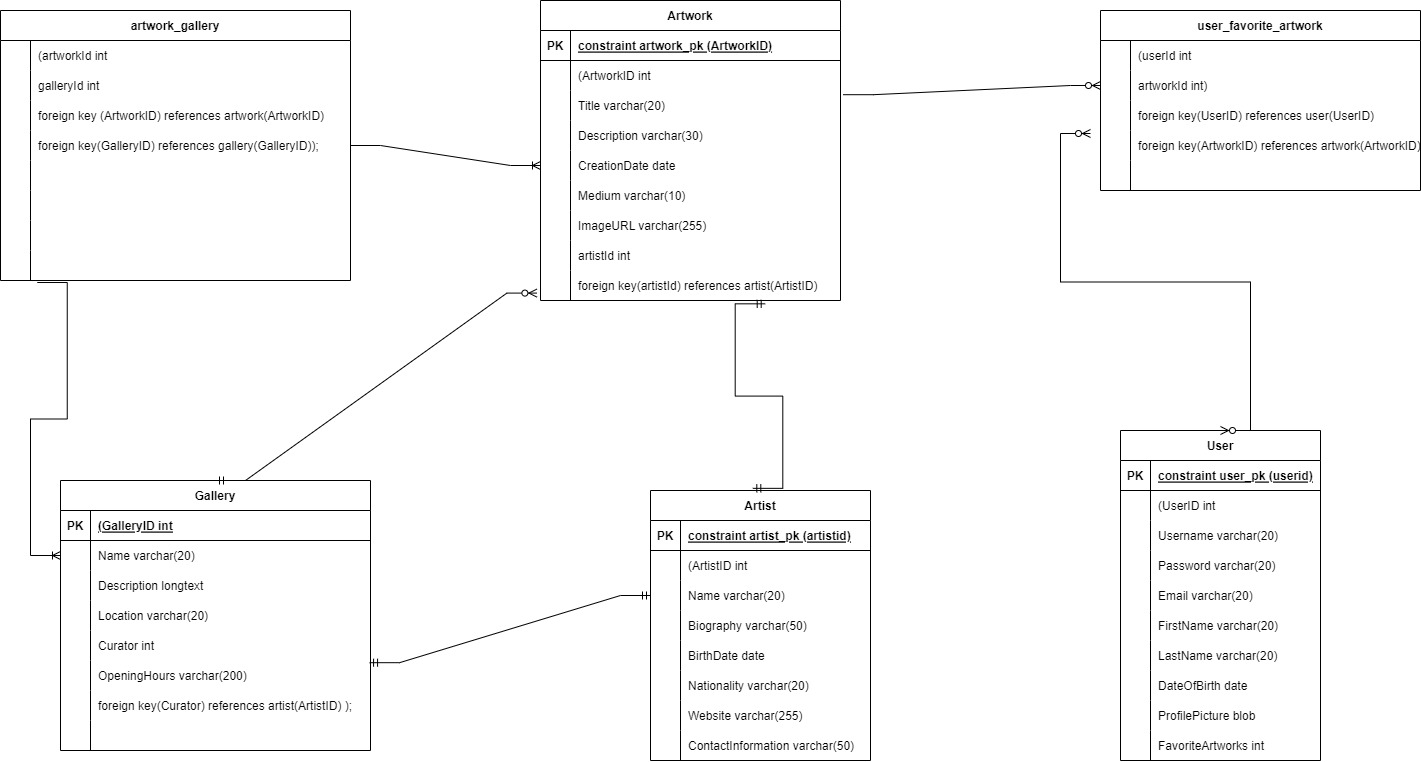 artwork_gallery
(artworkId int
galleryId int
foreign key (ArtworkID) references artwork(ArtworkID)
foreign key(GalleryID) references gallery(GalleryID));
Artwork
PK constraint artwork_pk (ArtworkID)
(ArtworkID int
Title varchar(20)
Description varchar(30)
CreationDate date
Medium varchar(10)
ImageURL varchar(255)
artistId int
foreign key(artistId) references artist(ArtistID)
user_favorite_artwork
(userId int
artworkId int)
foreign key(UserID) references user(UserID)
foreign key(ArtworkID) references artwork(ArtworkID)
Gallery
PK (GalleryID int
Name varchar(20)
Description longtext
Location varchar(20)
Curator int
OpeningHours varchar(200)
foreign key(Curator) references artist(ArtistID) );
Artist
PK constraint artist_pk (artistid)
(ArtistID int
Name varchar(20)
Biography varchar(50)
BirthDate date
Nationality varchar(20)
Website varchar(255)
ContactInformation varchar(50)
User
PK constraint user_pk (userid)
(UserID int
Username varchar(20)
Password varchar(20)
Email varchar(20)
FirstName varchar(20)
LastName varchar(20)
DateOfBirth date
ProfilePicture blob
FavoriteArtworks int